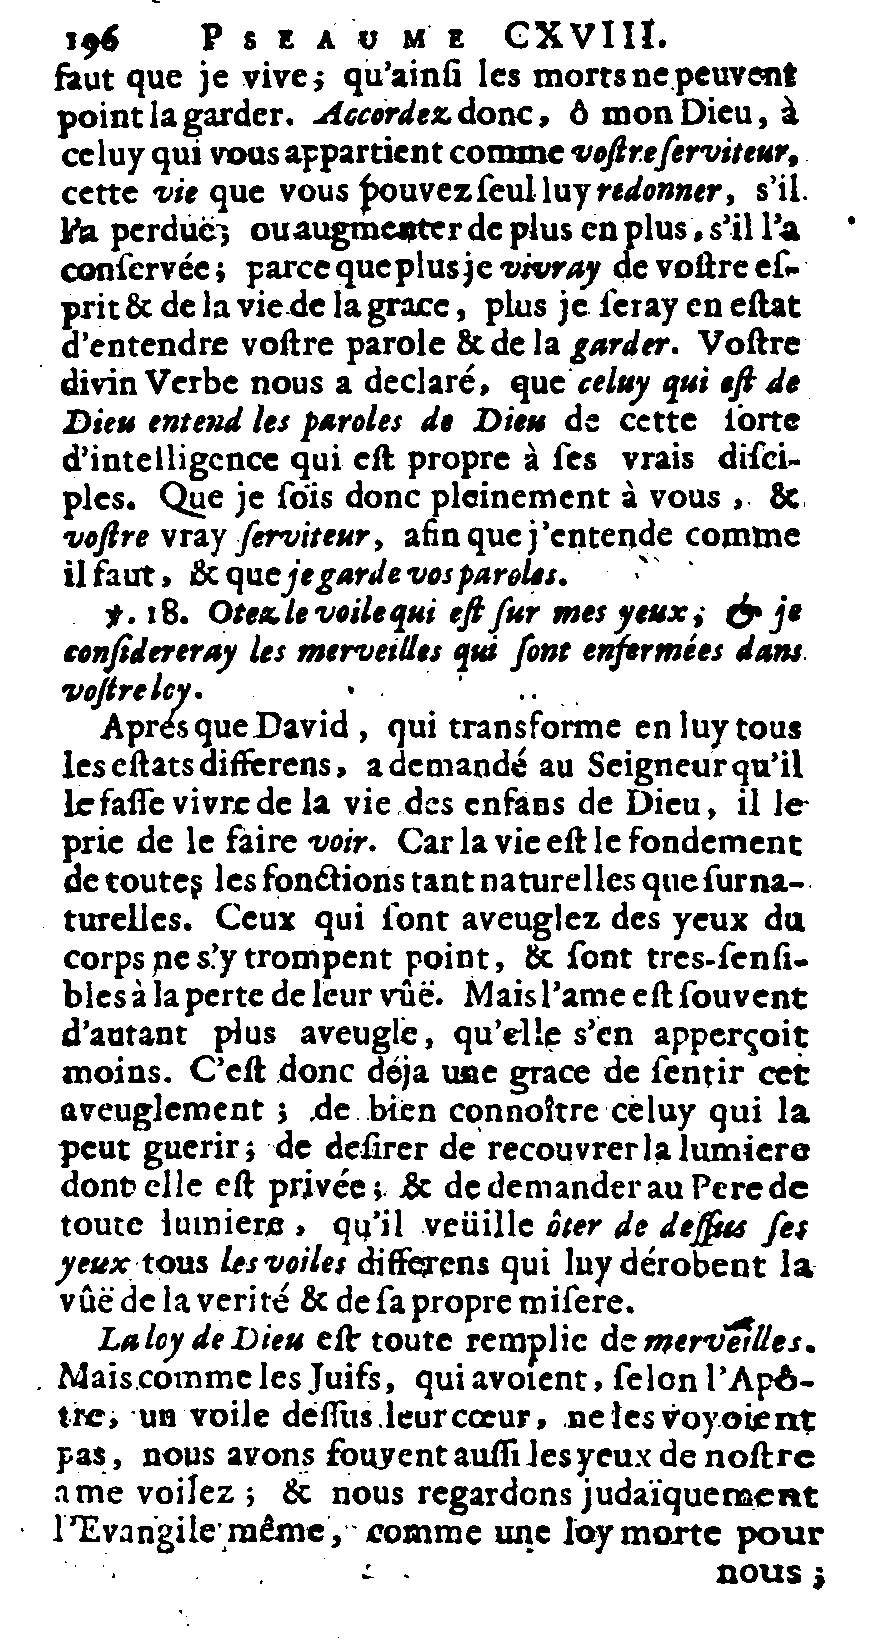 196 PSEAUME CXVIII.
faut que je vive; qu'ainſi les morts ne peuvent
point la garder. Accordez donc, ô mon Dieu, à
celuy qui vous appartient comme voſtre ſerviteur,
cette vie que vous pouvez ſeul luy redonner, s'il
l'a perduë; ou augmenter de plus en plus, s'il l'a
conſervée; parce que plus je vivray de voſtre eſ-
prit & de la vie de la grace, plus je ſeray en eſtat
d'entendre voſtre parole & de la garder. Voſtre
divin Verbe nous a declaré, que celuy qui eſt de
Dieu entend les paroles de Dieu de cette ſorte
d'intelligence qui eſt propre à ſes vrais diſci-
ples. Que je ſois donc pleinement à vous, &
voſtre vray ſerviteur, afin que j'entende comme
il faut, & que je garde vos paroles.
℣. 18. Otez le voile qui eſt ſur mes yeux; & je
conſidereray les merveilles qui ſont enfermées dans
voſtre loy.
Aprés que David, qui transforme en luy tous
les eſtats differens, a demandé au Seigneur qu'il
le faſſe vivre de la vie des enfans de Dieu, il le
prie de le faire voir. Car la vie eſt le fondement
de toutes les fonctions tant naturelles que ſurna-
turelles. Ceux qui ſont aveuglez des yeux du
corps ne s'y trompent point, & ſont tres-ſenſi-
bles à la perte de leur vûë. Mais l'ame eſt ſouvent
d'autant plus aveugle, qu'elle s'en apperçoit
moins. C'eſt donc déja une grace de ſentir cet
aveuglement; de bien connoître celuy qui la
peut guerir; de deſirer de recouvrer la lumiere
dont elle eſt privée; & de demander au Pere de
toute lumiere, qu'il veüille ôter de deſſus ſes
yeux tous les voiles differens qui luy dérobent la
vûë de la verité & de ſa propre miſere.
La loy de Dieu eſt toute remplie de merveilles.
Mais comme les Juifs, qui avoient, ſelon l'Apô-
tre, un voile deſſus leur cœur, ne les voyoient
pas, nous avons ſouvent auſſi les yeux de noſtre
ame voilez; & nous regardons judaïquement
l'Evangile même, comme une loy morte pour
nous;